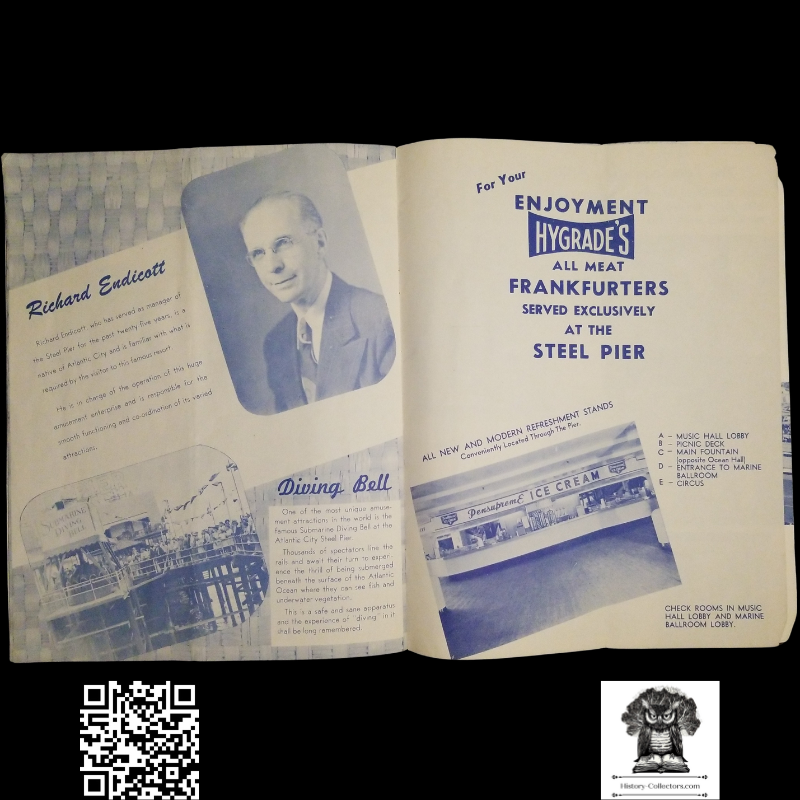 Richard Endicott
Richard Endicott, who has served as manager of
the Steel Pier for the past twenty five years, is a
native of Atlantic City and is familiar with what is
required by the visitor to this famous resort.
He is in charge of the operation of this huge
amusement enterprise and is responsible for the
smooth functioning and co-ordination of its varied
attractions.
SUBMARINE
DIVING
BELL
Diving Bell
One of the most unique amuse-
ment attractions in the world is the
famous Submarine Diving Bell at the
Atlantic City Steel Pier.
Thousands of spectators line the
rails and await their turn to experi-
ence the thrill of being submerged
beneath the surface of the Atlantic
Ocean where they can see fish and
underwater vegetation.
This is a safe and sane apparatus
and the experience of "diving" in it
shall be long remembered.
For Your
ENJOYMENT
HYGRADE'S
ALL MEAT
FRANKFURTERS
SERVED EXCLUSIVELY
AT THE
STEEL PIER
ALL NEW AND MODERN REFRESHMENT STANDS
Conveniently Located Through The Pier.
PensupremE ICE CREAM
A – MUSIC HALL LOBBY
B – PICNIC DECK
C – MAIN FOUNTAIN
(opposite Ocean Hall)
D – ENTRANCE TO MARINE
BALLROOM
E – CIRCUS
CHECK ROOMS IN MUSIC
HALL LOBBY AND MARINE
BALLROOM LOBBY.
History-Collectors.com